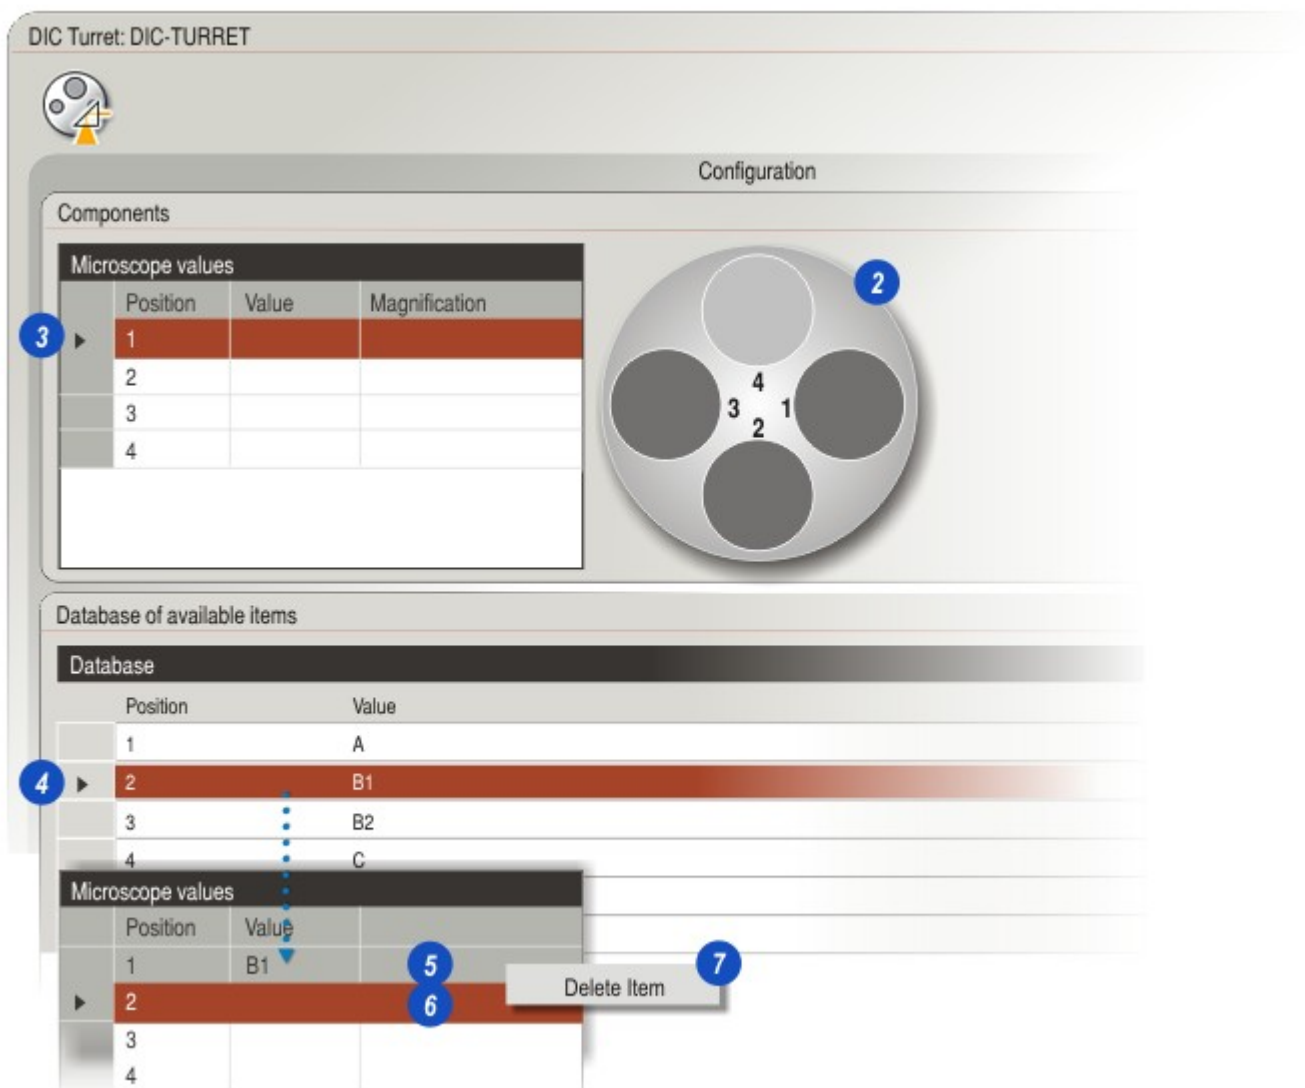 DIC Turret: DIC-TURRET
Configuration
Components
Microscope values
Position Value Magnification
3 1
2
3
4
2
4
3 1
2
Database of available items
Database
Position Value
1 A
4 2 B1
3 B2
4 C
Microscope values
Position Value
1 B1 5
2 6
3
4
7
Delete Item